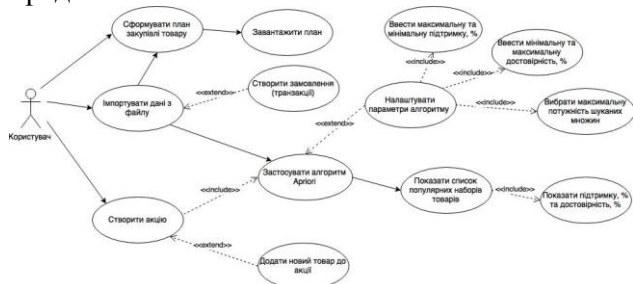 Сформувати план
закупівлі товару
Завантажити план
Ввести максимальну та
мінімальну підтримку, %
Ввести мінімальну та
максимальну
достовірність, %
<<include>>
<<include>>
Створити замовлення
(транзакції)
<<extend>>
Імпортувати дані з
файлу
Користувач
Налаштувати
параметри алгоритму
<<include>>
Вибрати максимальну
потужність шуканих
множин
<<extend>>
Застосувати алгоритм
Apriori
Показати список
популярних наборів
товарів
<<include>>
Показати підтримку, %
та достовірність, %
<<include>>
Створити акцію
<<extend>>
Додати новий товар до
акції